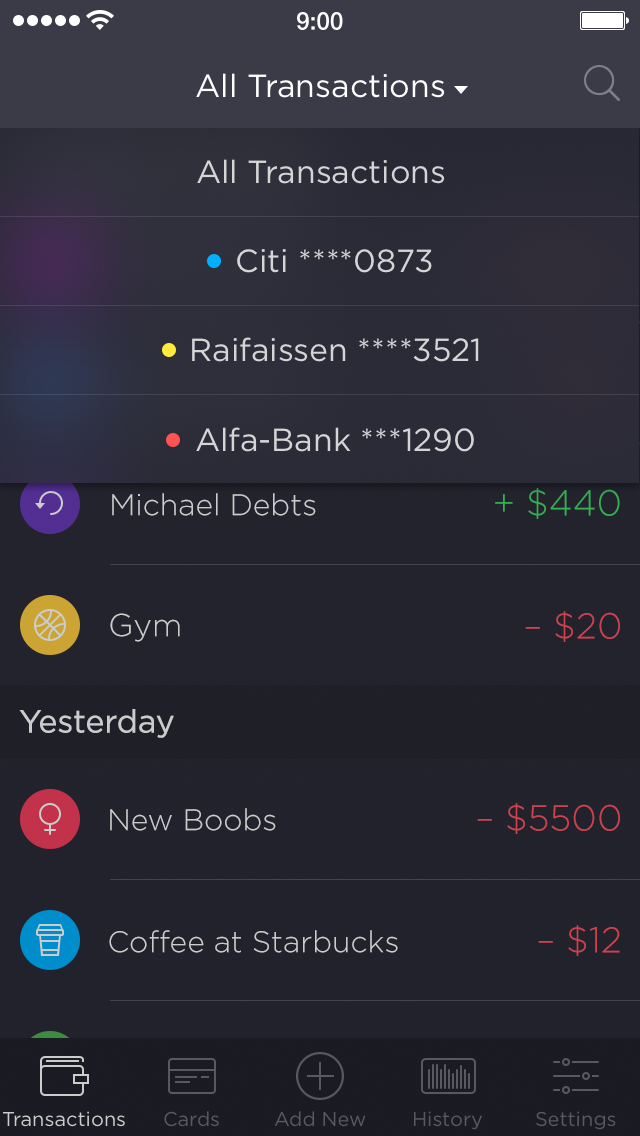 9:00
All Transactions
All Transactions
Citi ****0873
Raifaissen ****3521
Alfa-Bank ***1290
Michael Debts + $440
Gym – $20
Yesterday
New Boobs – $5500
Coffee at Starbucks – $12
Transactions Cards Add New History Settings